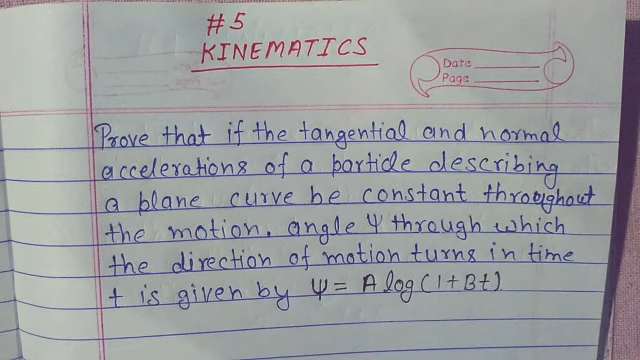 #5
KINEMATICS
Date
Page
Prove that if the tangential and normal
accelerations of a particle describing
a plane curve be constant throughout
the motion, angle Ψ through which
the direction of motion turns in time
t is given by Ψ = A log(1+Bt)